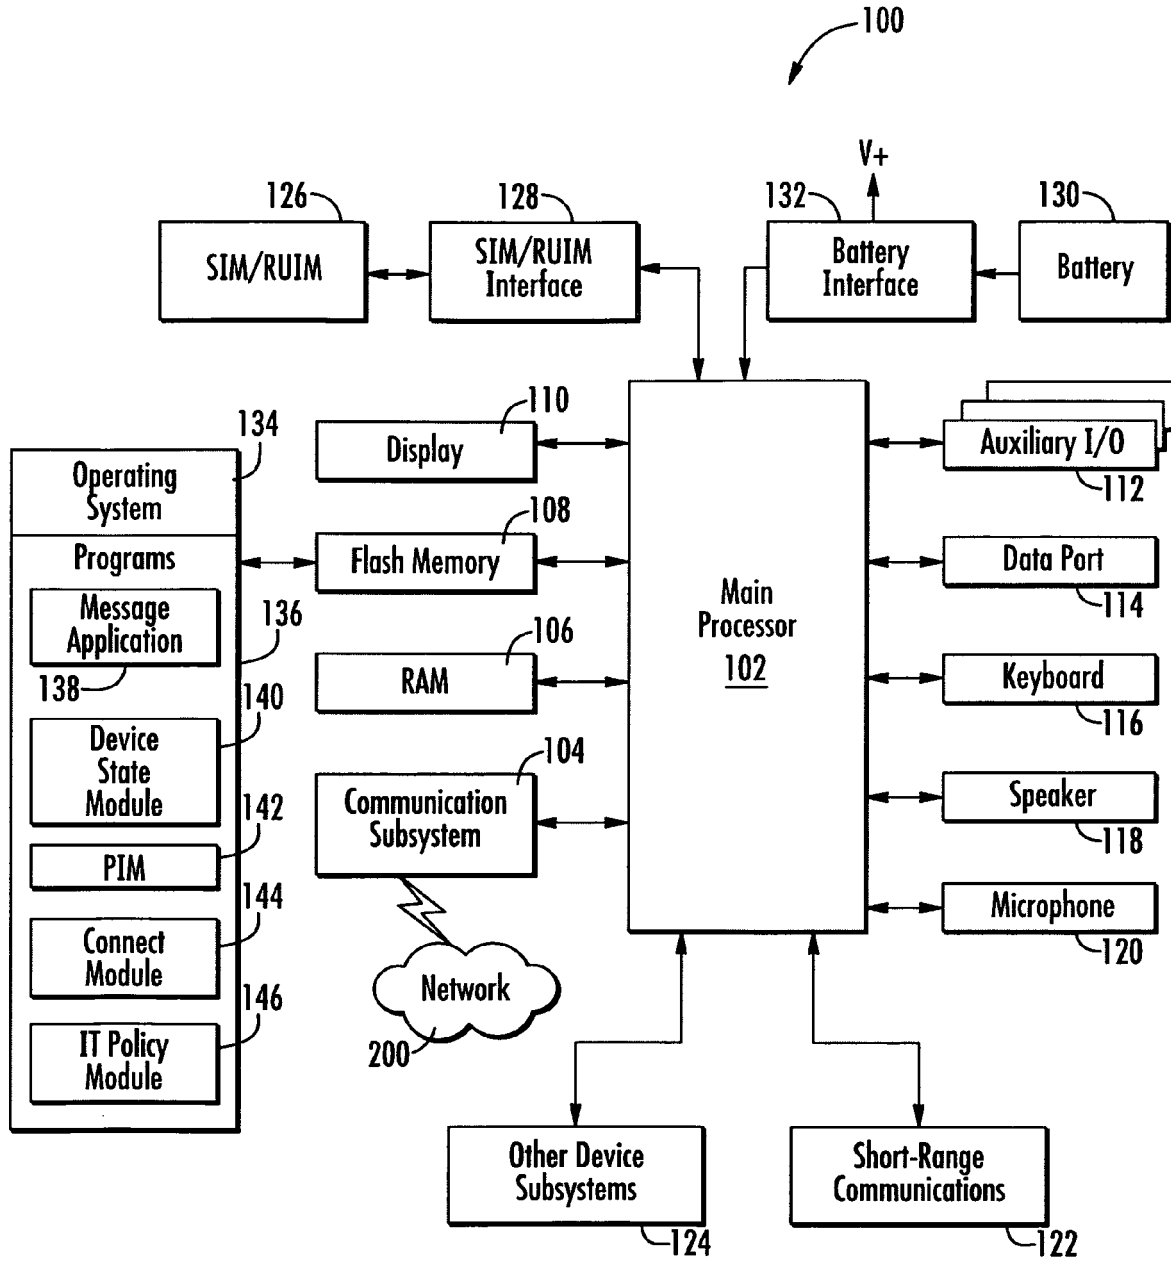 100
V+
126
128
132
130
SIM/RUIM
SIM/RUIM
Interface
Battery
Interface
Battery
134
110
Operating
System
Display
Auxiliary I/O
112
108
Programs
Flash Memory
Data Port
114
Message
Application
138
136
106
RAM
Main
Processor
102
Keyboard
116
140
Device
State
Module
104
Communication
Subsystem
Speaker
118
142
PIM
144
Connect
Module
Microphone
120
Network
200
146
IT Policy
Module
Other Device
Subsystems
124
Short-Range
Communications
122